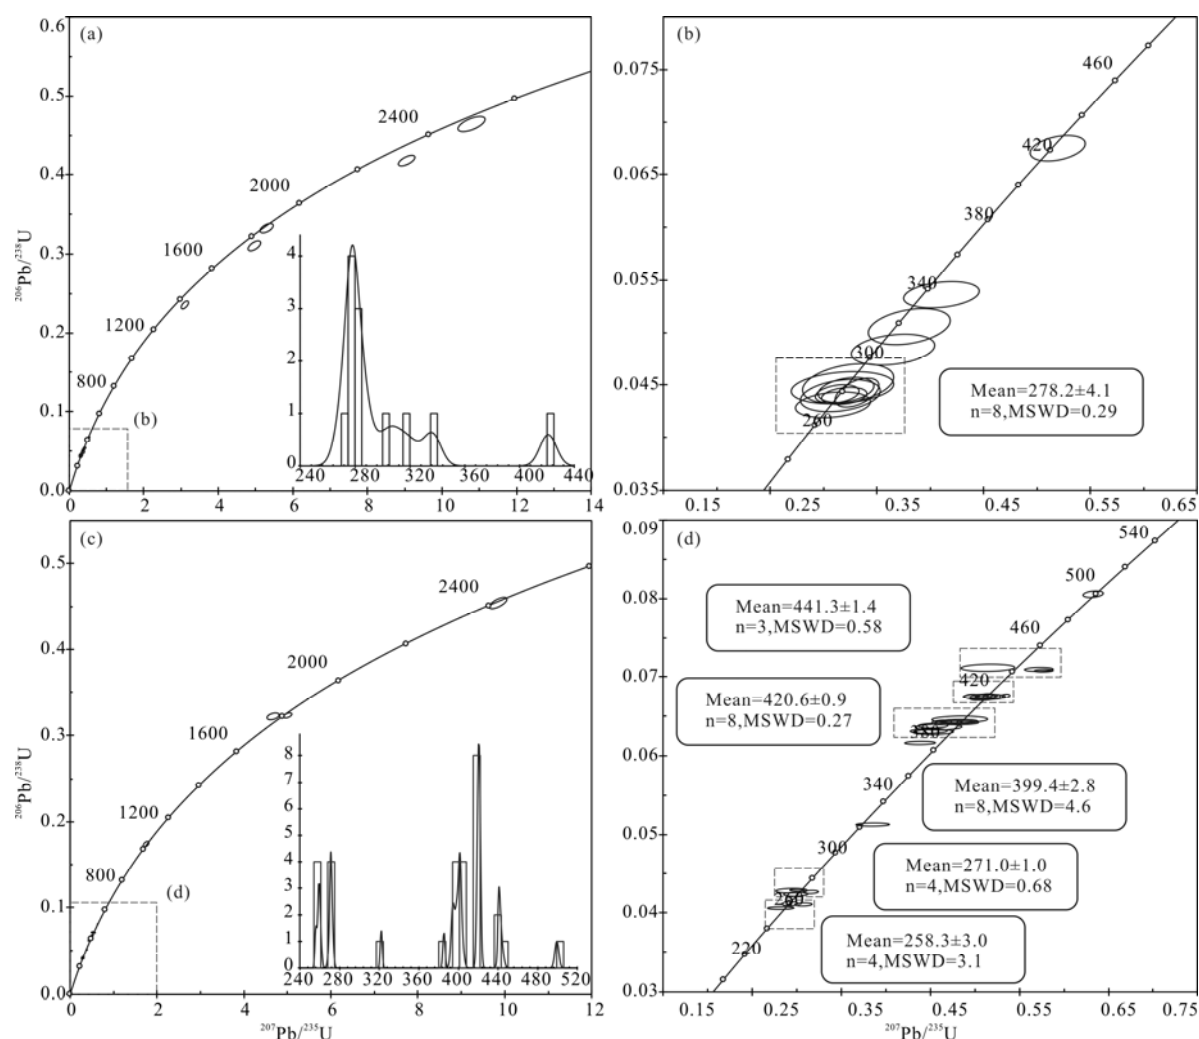 (a)
0.6
0.5
0.4
0.3
0.2
0.1
0.0
²⁰⁶Pb/²³⁸U
2400
2000
1600
1200
800
(b)
4
3
2
1
0
240 280 320 360 400 440
0 2 4 6 8 10 12 14
(b)
0.075
0.065
0.055
0.045
0.035
460
420
380
340
300
260
Mean=278.2±4.1
n=8,MSWD=0.29
0.15 0.25 0.35 0.45 0.55 0.65
(c)
0.5
0.4
0.3
0.2
0.1
0.0
²⁰⁶Pb/²³⁸U
2400
2000
1600
1200
800
(d)
8
7
6
5
4
3
2
1
0
240 280 320 360 400 440 480 520
0 2 4 6 8 10 12
²⁰⁷Pb/²³⁵U
(d)
0.09
0.08
0.07
0.06
0.05
0.04
0.03
540
500
460
420
380
340
300
260
220
Mean=441.3±1.4
n=3,MSWD=0.58
Mean=420.6±0.9
n=8,MSWD=0.27
Mean=399.4±2.8
n=8,MSWD=4.6
Mean=271.0±1.0
n=4,MSWD=0.68
Mean=258.3±3.0
n=4,MSWD=3.1
0.15 0.25 0.35 0.45 0.55 0.65 0.75
²⁰⁷Pb/²³⁵U